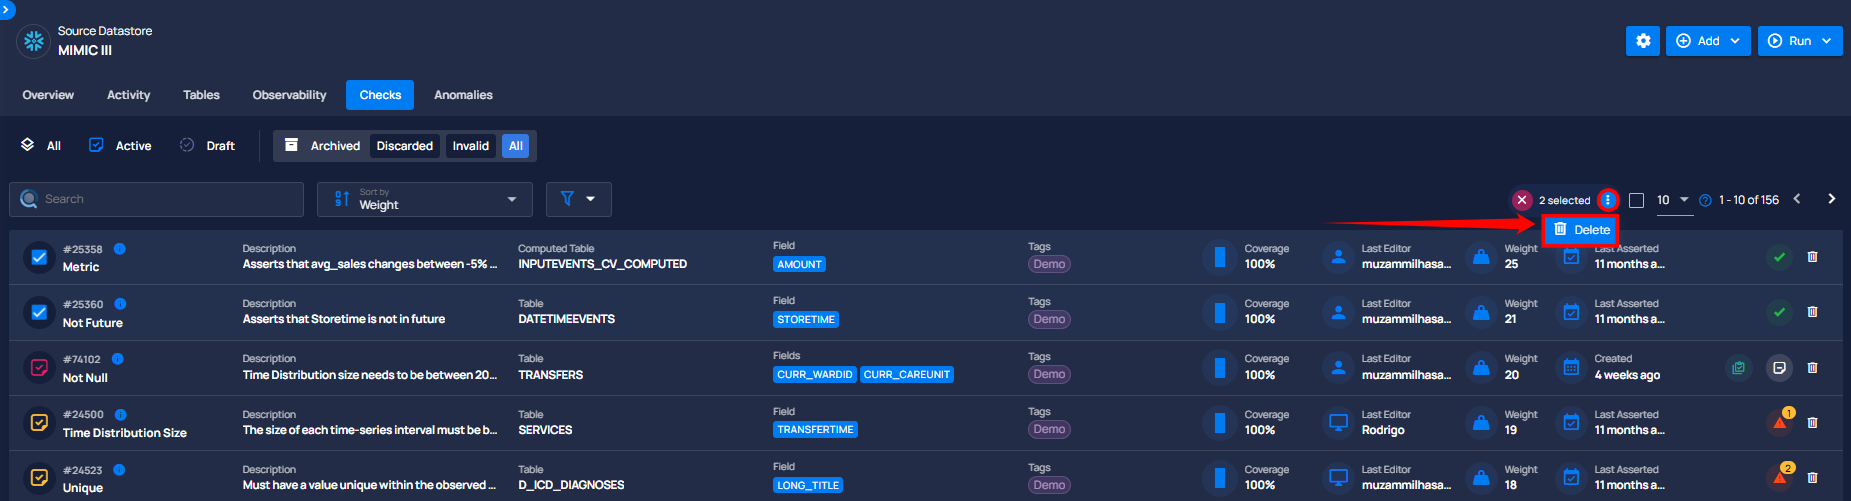 Source Datastore
MIMIC III
Add
Run
Overview Activity Tables Observability Checks Anomalies
All Active Draft Archived Discarded Invalid All
Search
Sort by
Weight
2 selected 10 1 - 10 of 156
Delete
#25358 Description Computed Table Field Tags Coverage Last Editor Weight Last Asserted
Metric Asserts that avg_sales changes between -5% ... INPUTEVENTS_CV_COMPUTED AMOUNT Demo 100% muzammilhasa... 25 11 months a...
#25360 Description Table Field Tags Coverage Last Editor Weight Last Asserted
Not Future Asserts that Storetime is not in future DATETIMEEVENTS STORETIME Demo 100% muzammilhasa... 21 11 months a...
#74102 Description Table Fields Tags Coverage Last Editor Weight Created
Not Null Time Distribution size needs to be between 20... TRANSFERS CURR_WARDID CURR_CAREUNIT Demo 100% muzammilhasa... 20 4 weeks ago
#24500 Description Table Field Tags Coverage Last Editor Weight Last Asserted 1
Time Distribution Size The size of each time-series interval must be b... SERVICES TRANSFERTIME Demo 100% Rodrigo 19 11 months a...
#24523 Description Table Field Tags Coverage Last Editor Weight Last Asserted 2
Unique Must have a value unique within the observed ... D_ICD_DIAGNOSES LONG_TITLE Demo 100% muzammilhasa... 18 11 months a...